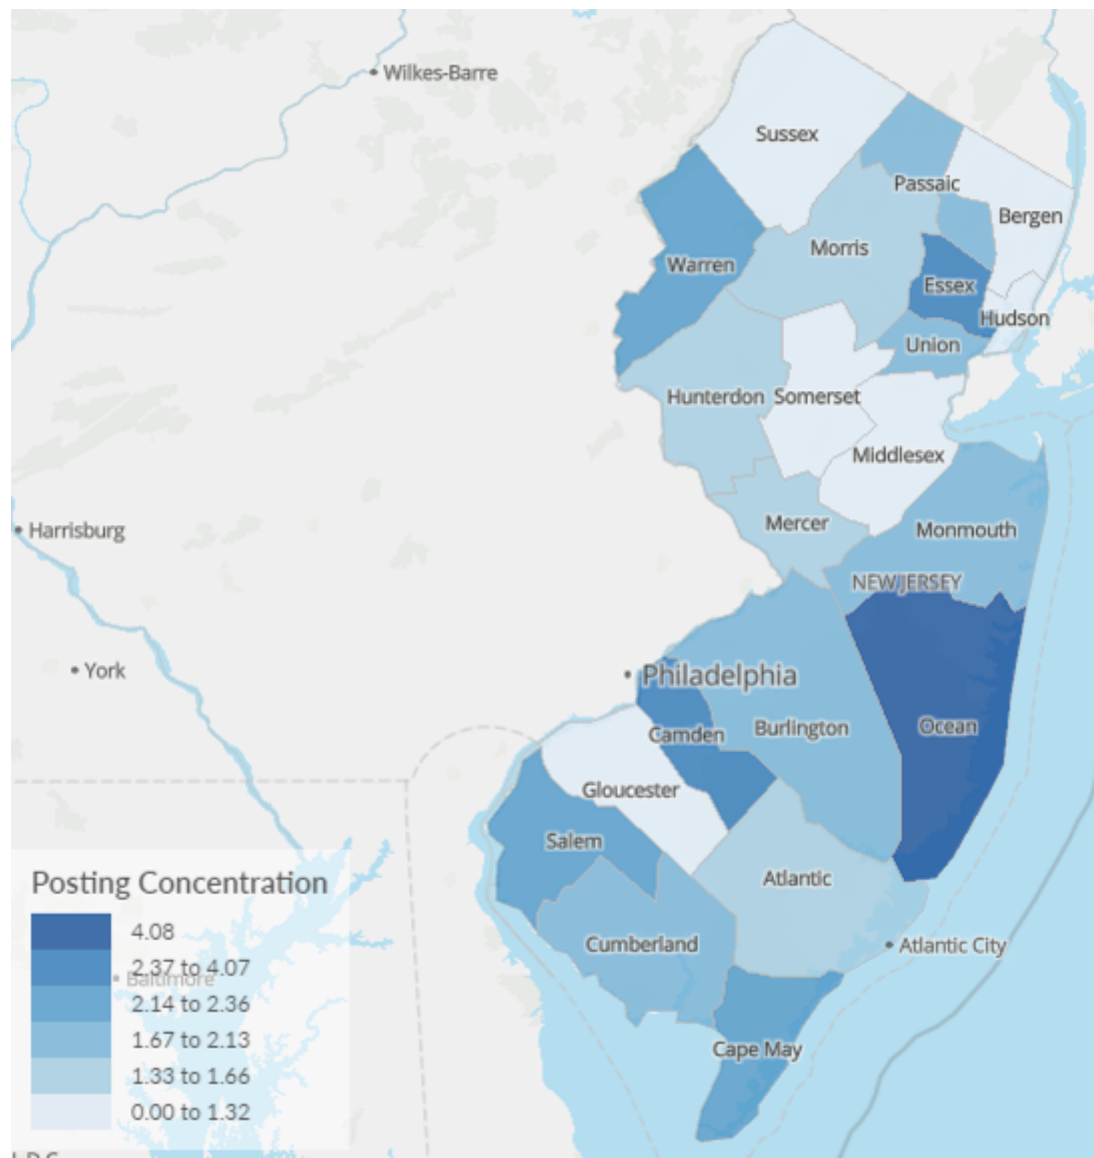 Wilkes-Barre
Sussex
Passaic
Bergen
Morris
Warren
Essex
Hudson
Union
Hunterdon
Somerset
Middlesex
Harrisburg
Mercer
Monmouth
NEW JERSEY
York
Philadelphia
Camden
Burlington
Ocean
Gloucester
Salem
Atlantic
Cumberland
Atlantic City
Cape May
Posting Concentration
4.08
2.37 to 4.07
Baltimore
2.14 to 2.36
1.67 to 2.13
1.33 to 1.66
0.00 to 1.32